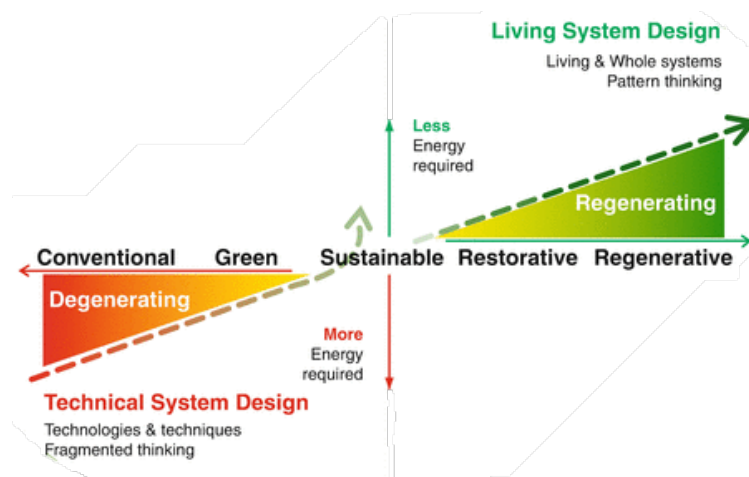 Living System Design
Living & Whole systems
Pattern thinking
Less
Energy
required
Regenerating
Conventional Green Sustainable Restorative Regenerative
Degenerating
More
Energy
required
Technical System Design
Technologies & techniques
Fragmented thinking